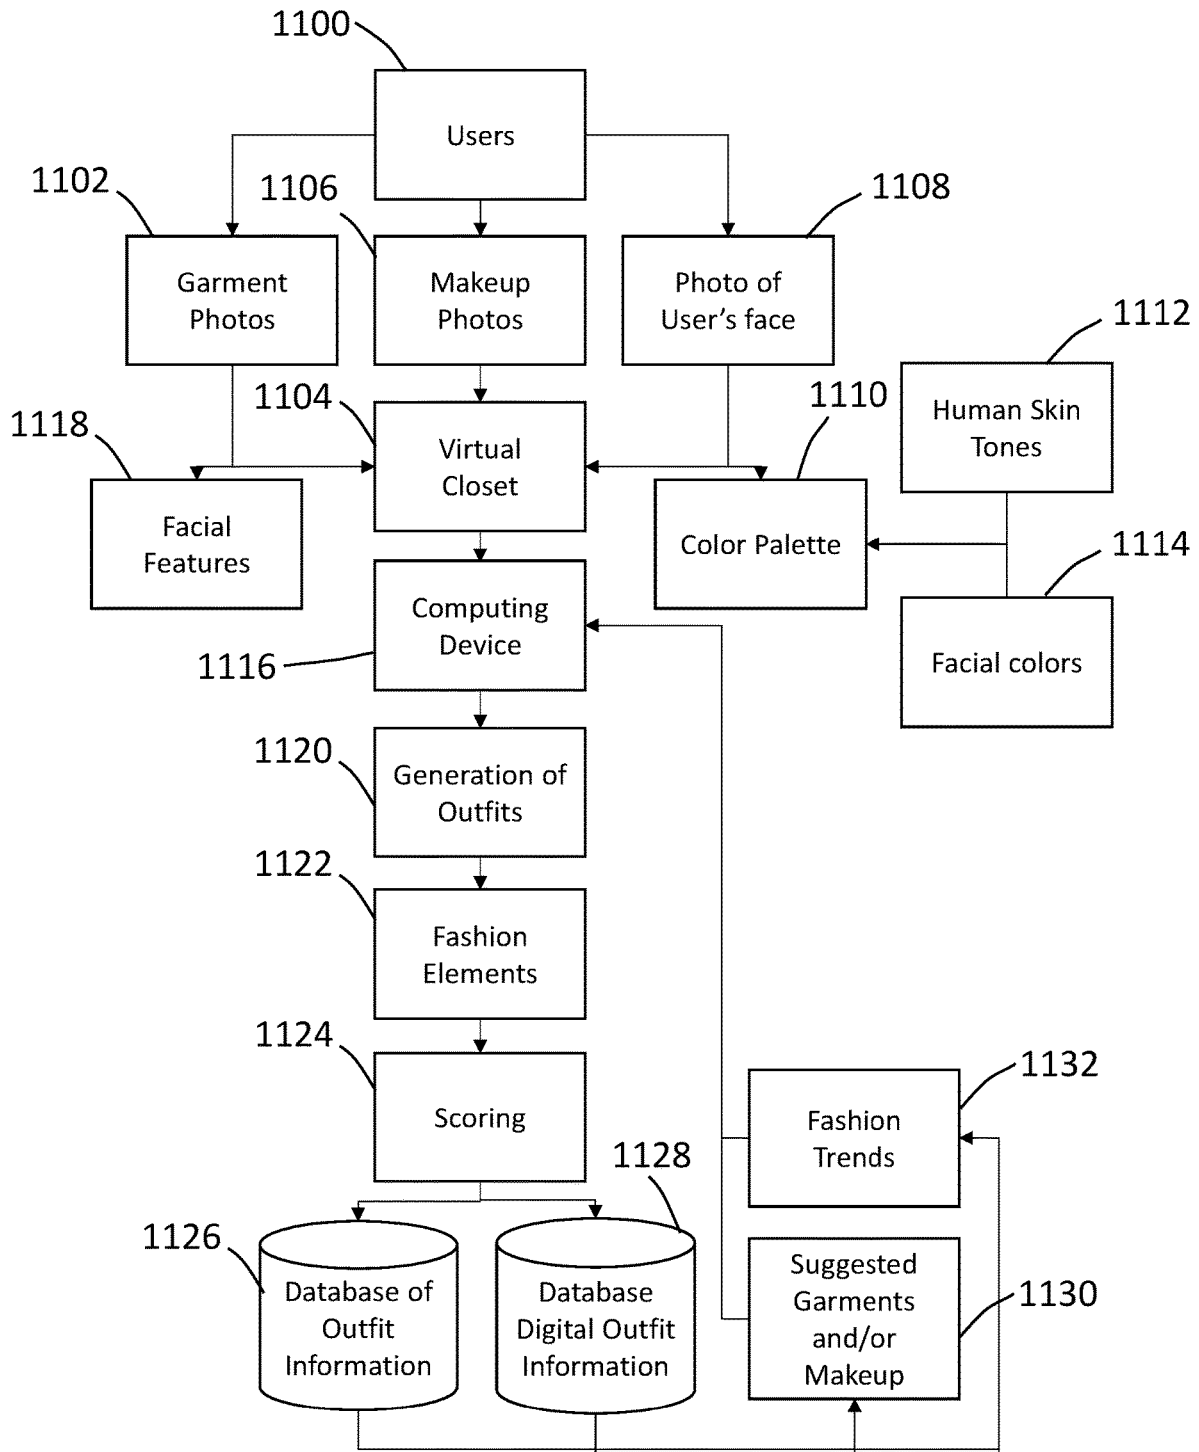 1100
Users
1102
1106
1108
Garment
Photos
Makeup
Photos
Photo of
User's face
1112
1104
1110
1118
Human Skin
Tones
Virtual
Closet
Facial
Features
Color Palette
1114
Computing
Device
1116
Facial colors
1120
Generation of
Outfits
1122
Fashion
Elements
1124
Scoring
1132
Fashion
Trends
1128
1126
Database of
Outfit
Information
Database
Digital Outfit
Information
Suggested
Garments
and/or
Makeup
1130